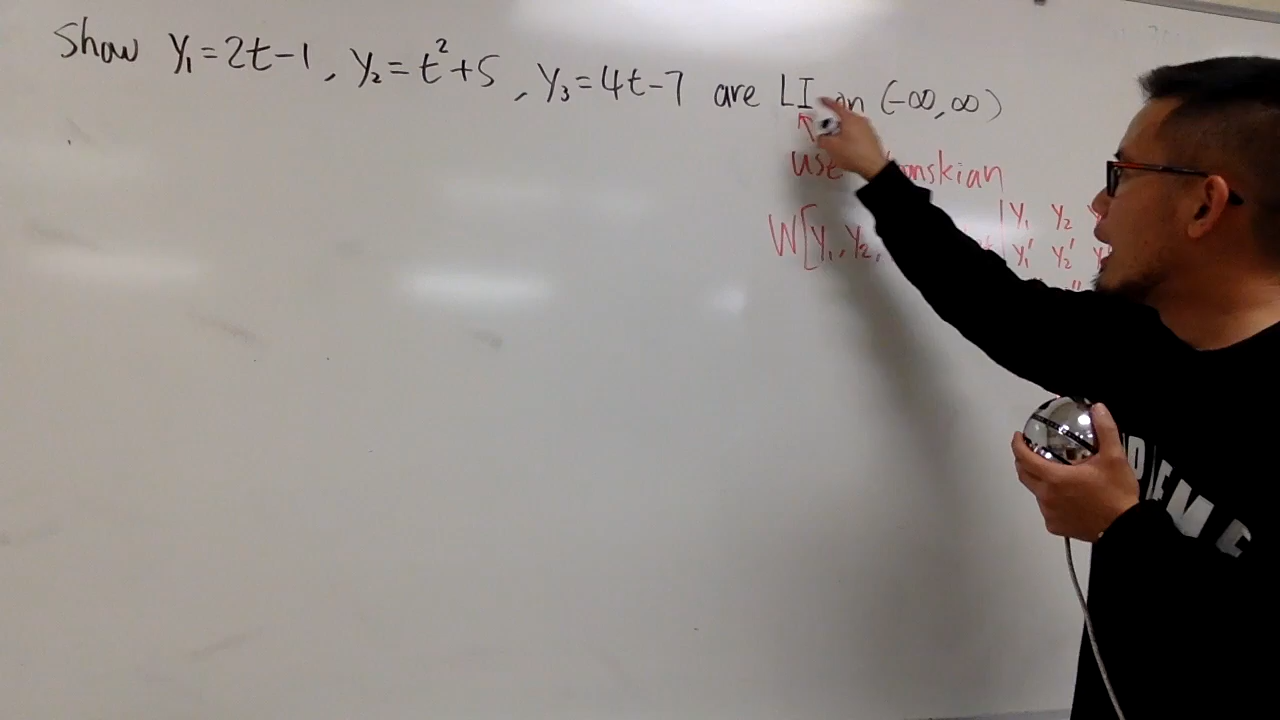 Show y₁=2t-1, y₂=t²+5, y₃=4t-7 are LI on (-∞,∞)
use
W[y₁,y₂, |y₁ y₂
y₁' y₂'